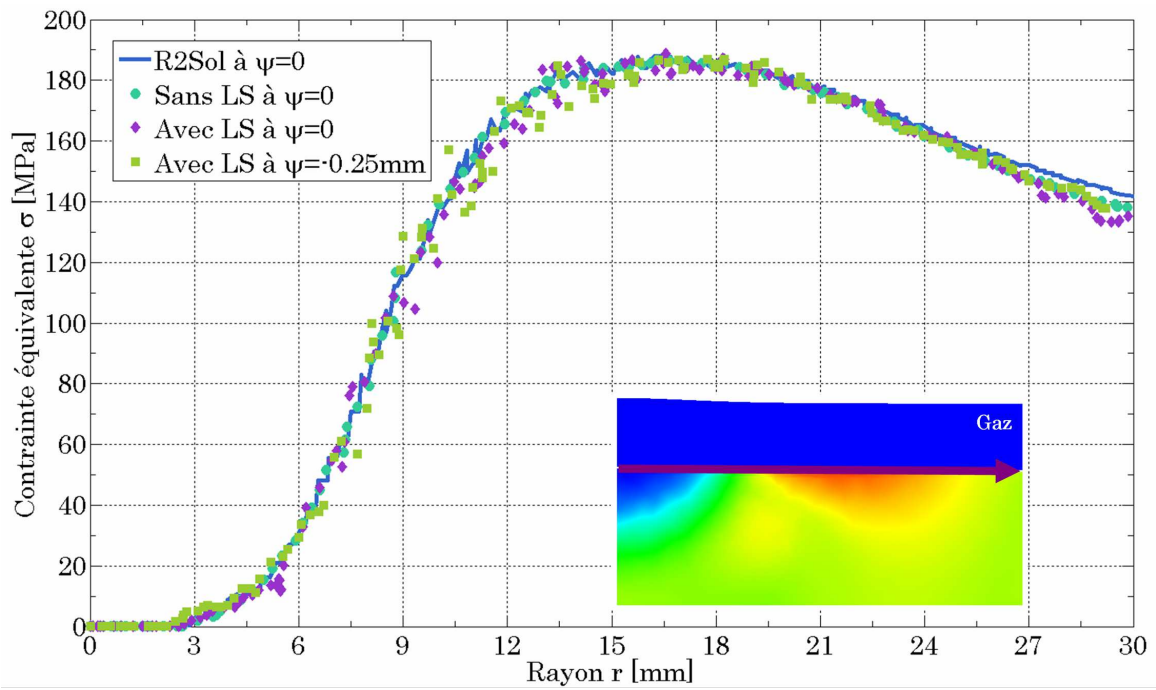 200
180
160
140
120
100
80
60
40
20
0
Contrainte équivalente σ [MPa]
R2Sol à ψ=0
Sans LS à ψ=0
Avec LS à ψ=0
Avec LS à ψ=-0.25mm
Gaz
0 3 6 9 12 15 18 21 24 27 30
Rayon r [mm]